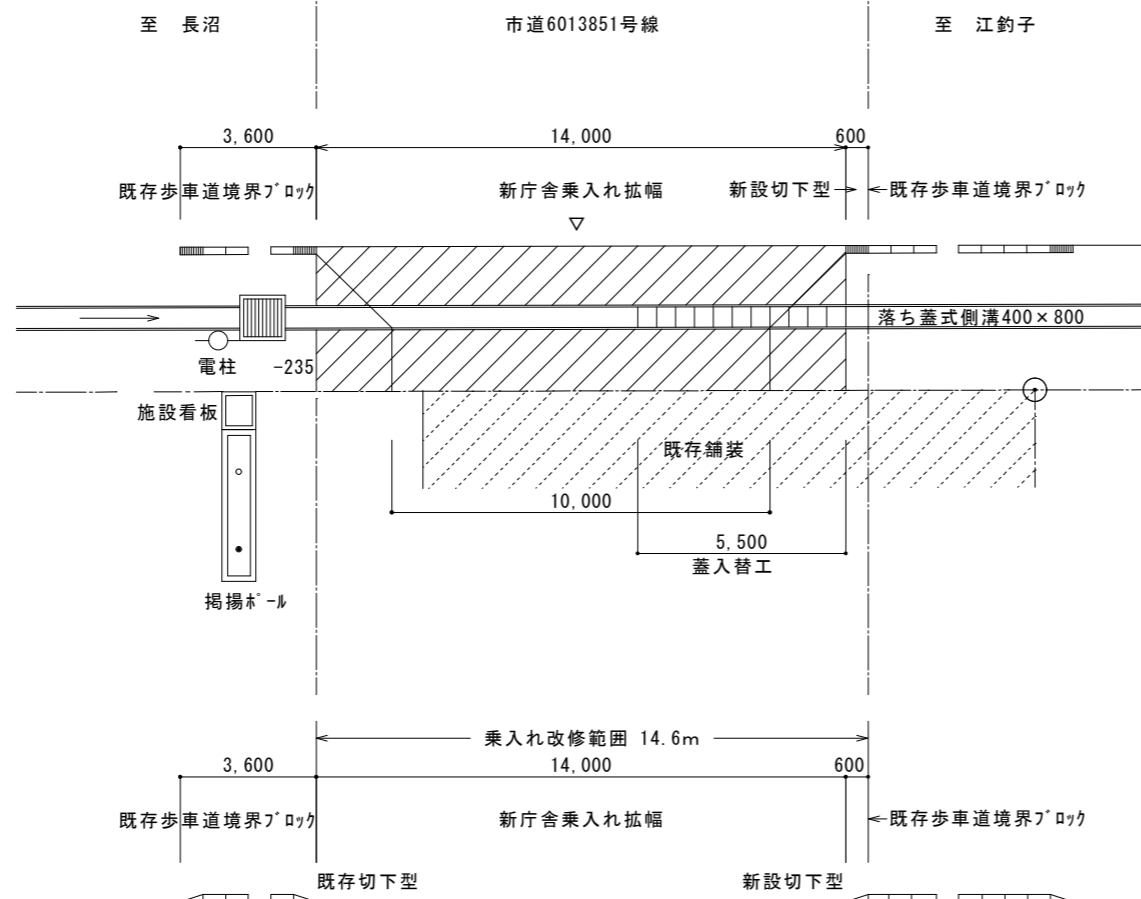 至 長沼
市道6013851号線
至 江釣子
3,600
14,000
600
既存歩車道境界ﾌﾞﾛｯｸ
新庁舎乗入れ拡幅
新設切下型
既存歩車道境界ﾌﾞﾛｯｸ
落ち蓋式側溝400×800
電柱
-235
施設看板
既存舗装
10,000
5,500
蓋入替工
掲揚ﾎﾟｰﾙ
乗入れ改修範囲 14.6m
3,600
14,000
600
既存歩車道境界ﾌﾞﾛｯｸ
新庁舎乗入れ拡幅
既存歩車道境界ﾌﾞﾛｯｸ
既存切下型
新設切下型